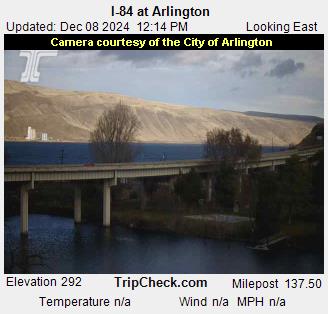 I-84 at Arlington
Updated: Dec 08 2024 12:14 PM Looking East
Camera courtesy of the City of Arlington
Elevation 292 TripCheck.com Milepost 137.50
Temperature n/a Wind n/a MPH n/a